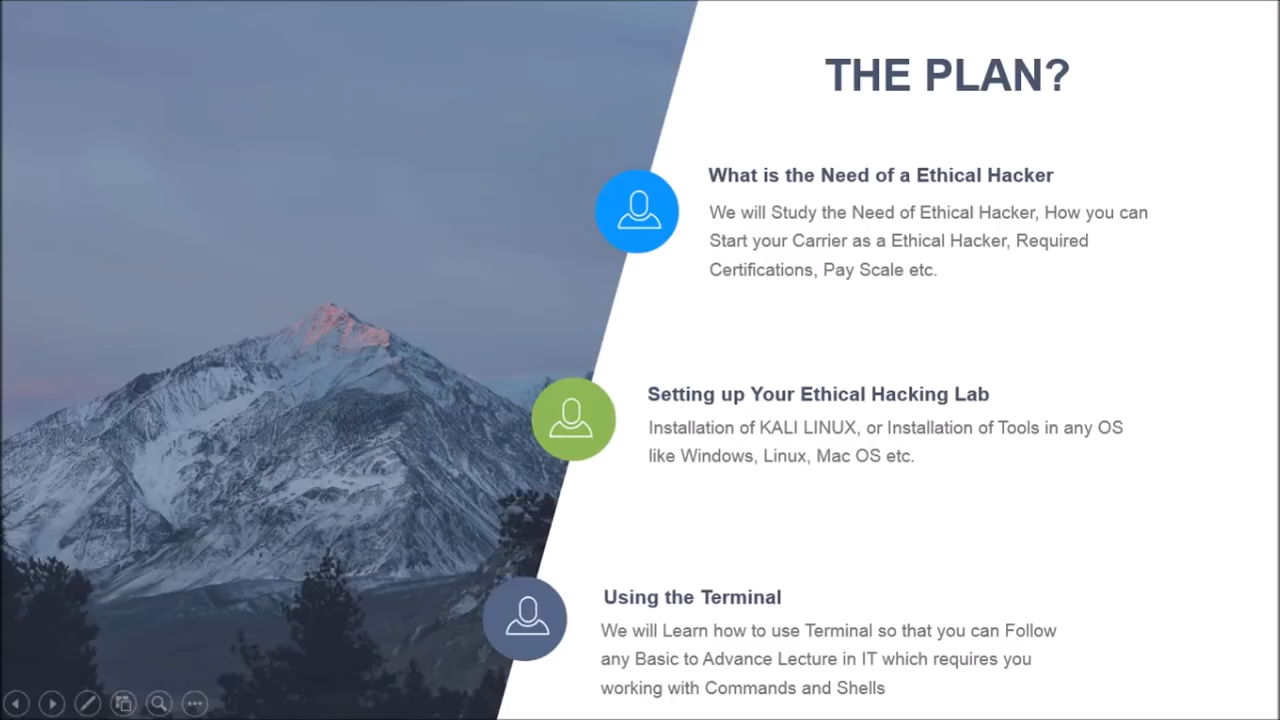 THE PLAN?
What is the Need of a Ethical Hacker
We will Study the Need of Ethical Hacker, How you can
Start your Carrier as a Ethical Hacker, Required
Certifications, Pay Scale etc.
Setting up Your Ethical Hacking Lab
Installation of KALI LINUX, or Installation of Tools in any OS
like Windows, Linux, Mac OS etc.
Using the Terminal
We will Learn how to use Terminal so that you can Follow
any Basic to Advance Lecture in IT which requires you
working with Commands and Shells